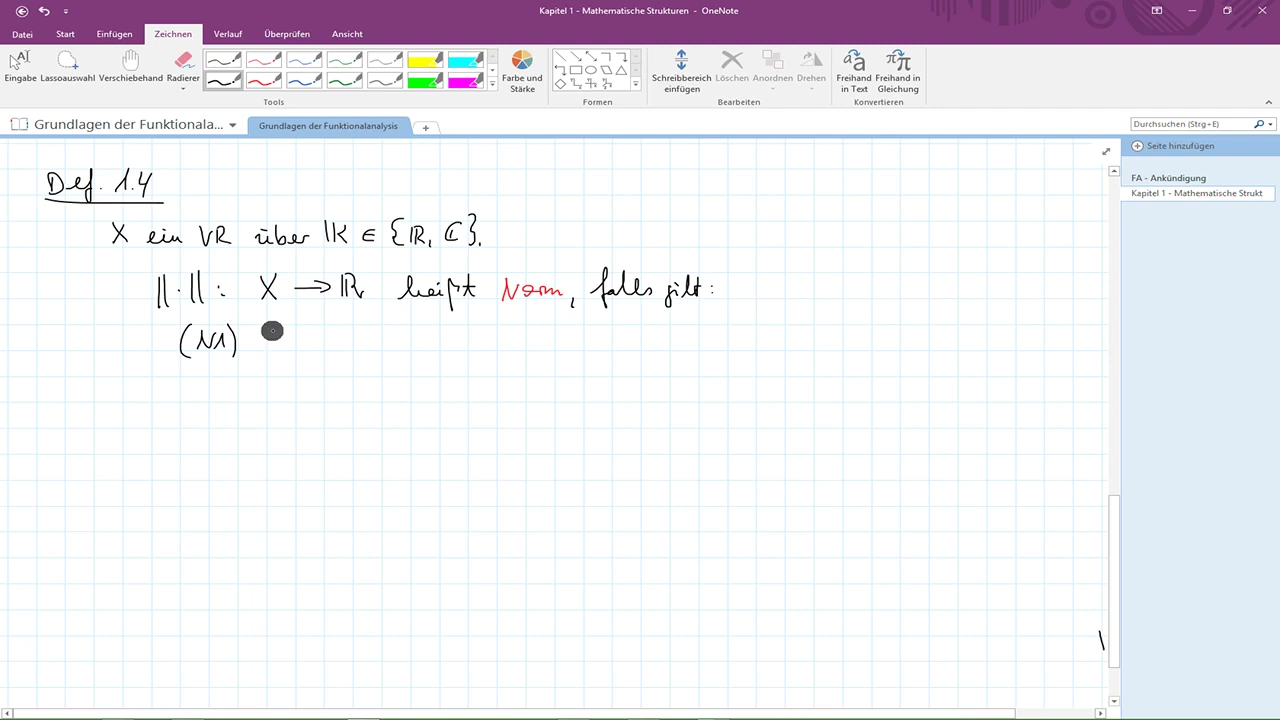 Kapitel 1 - Mathematische Strukturen - OneNote
Datei Start Einfügen Zeichnen Verlauf Überprüfen Ansicht
Eingabe Lassoauswahl Verschiebehand Radierer Farbe und Stärke Schreibbereich einfügen Löschen Anordnen Drehen Freihand in Text Freihand in Gleichung
Tools Formen Bearbeiten Konvertieren
Grundlagen der Funktionala... Grundlagen der Funktionalanalysis Durchsuchen (Strg+E)
Seite hinzufügen
FA - Ankündigung
Kapitel 1 - Mathematische Strukt
Def. 1.4
X ein VR über 𝕂 ∈ {ℝ, ℂ}.
||·|| : X → ℝ heißt Norm, falls gilt:
(N1)